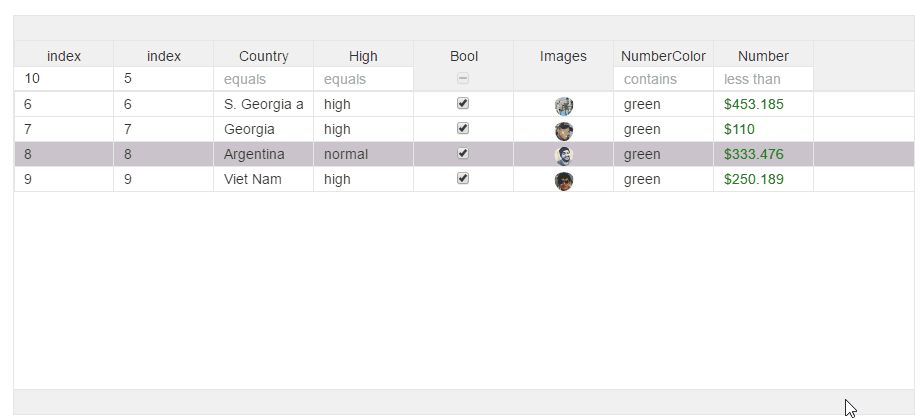 index index Country High Bool Images NumberColor Number
10 5 equals equals contains less than
6 6 S. Georgia a high green $453.185
7 7 Georgia high green $110
8 8 Argentina normal green $333.476
9 9 Viet Nam high green $250.189